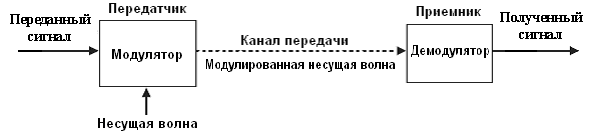 Передатчик
Приемник
Переданный
сигнал
Полученный
сигнал
Модулятор
Канал передачи
Модулированная несущая волна
Демодулятор
Несущая волна